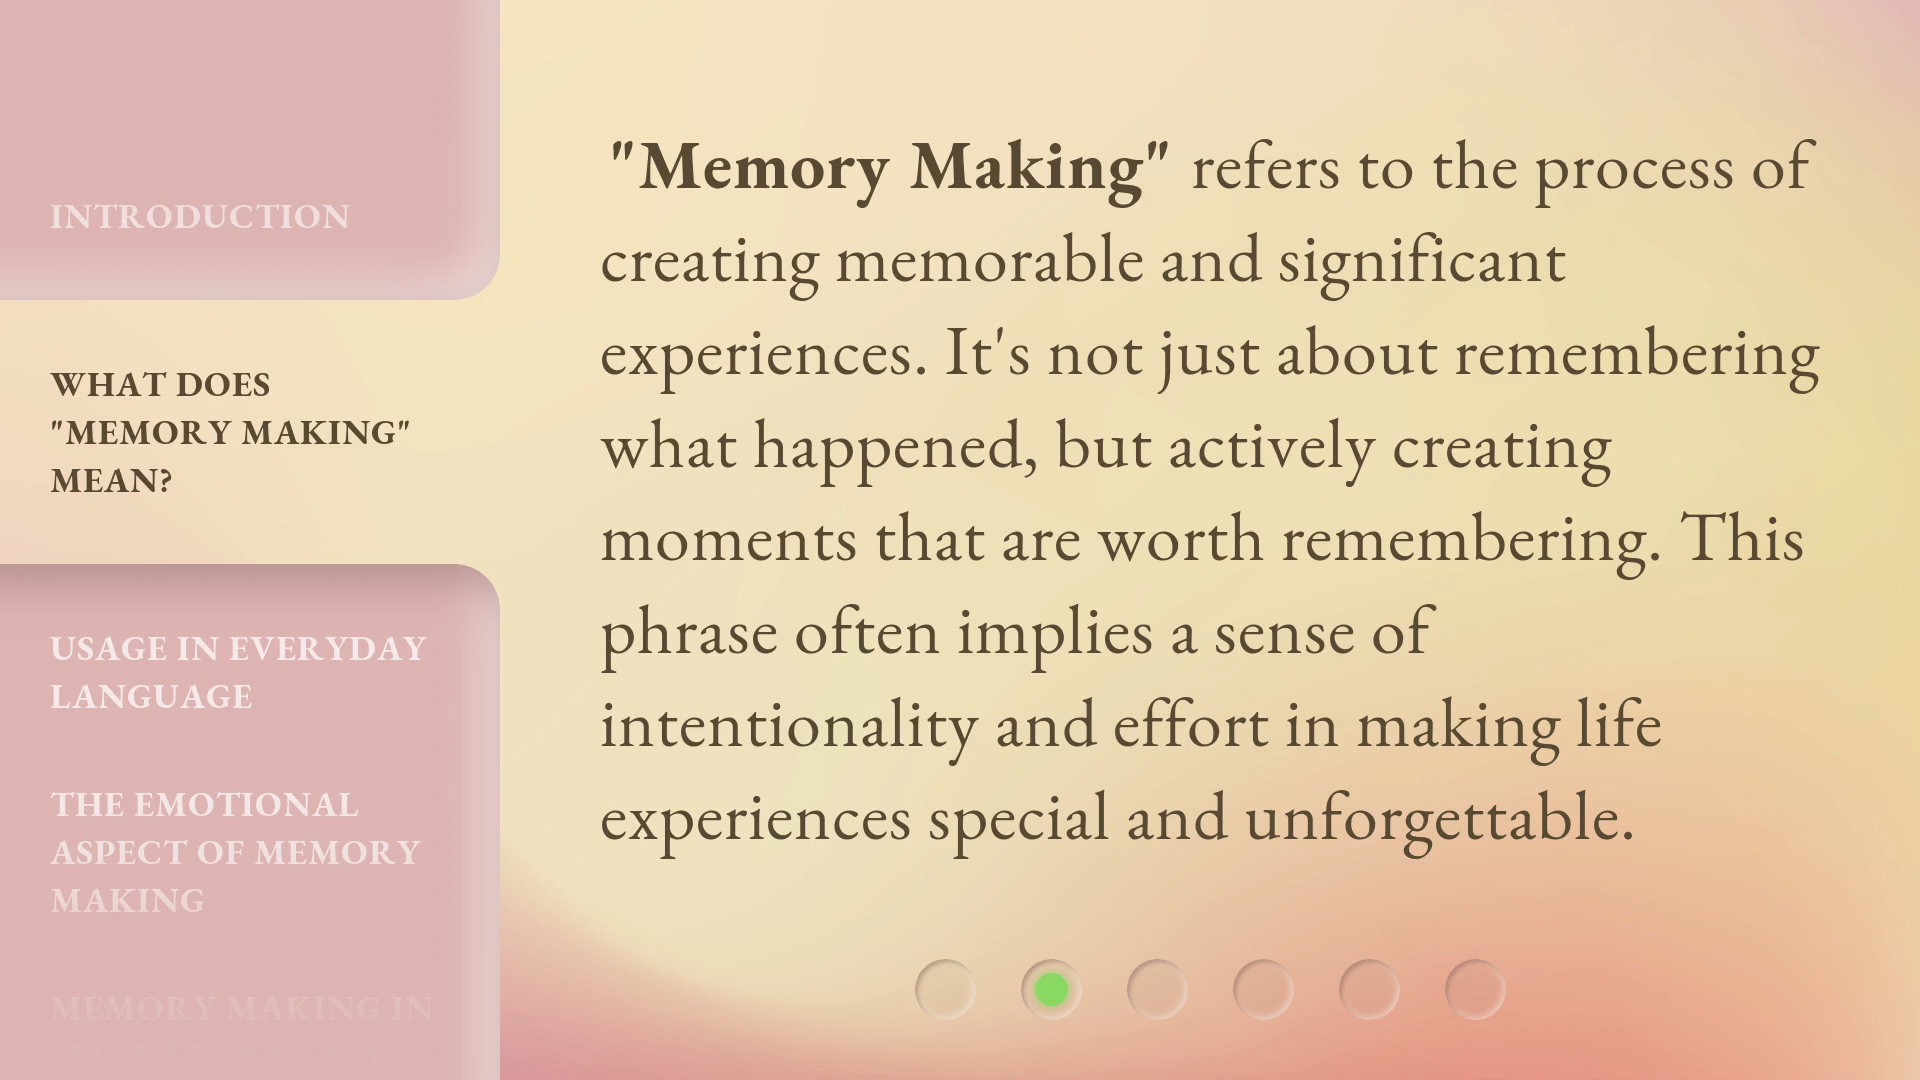 INTRODUCTION
WHAT DOES
"MEMORY MAKING"
MEAN?
USAGE IN EVERYDAY
LANGUAGE
THE EMOTIONAL
ASPECT OF MEMORY
MAKING
MEMORY MAKING IN
LITERATURE AND
"Memory Making" refers to the process of
creating memorable and significant
experiences. It's not just about remembering
what happened, but actively creating
moments that are worth remembering. This
phrase often implies a sense of
intentionality and effort in making life
experiences special and unforgettable.